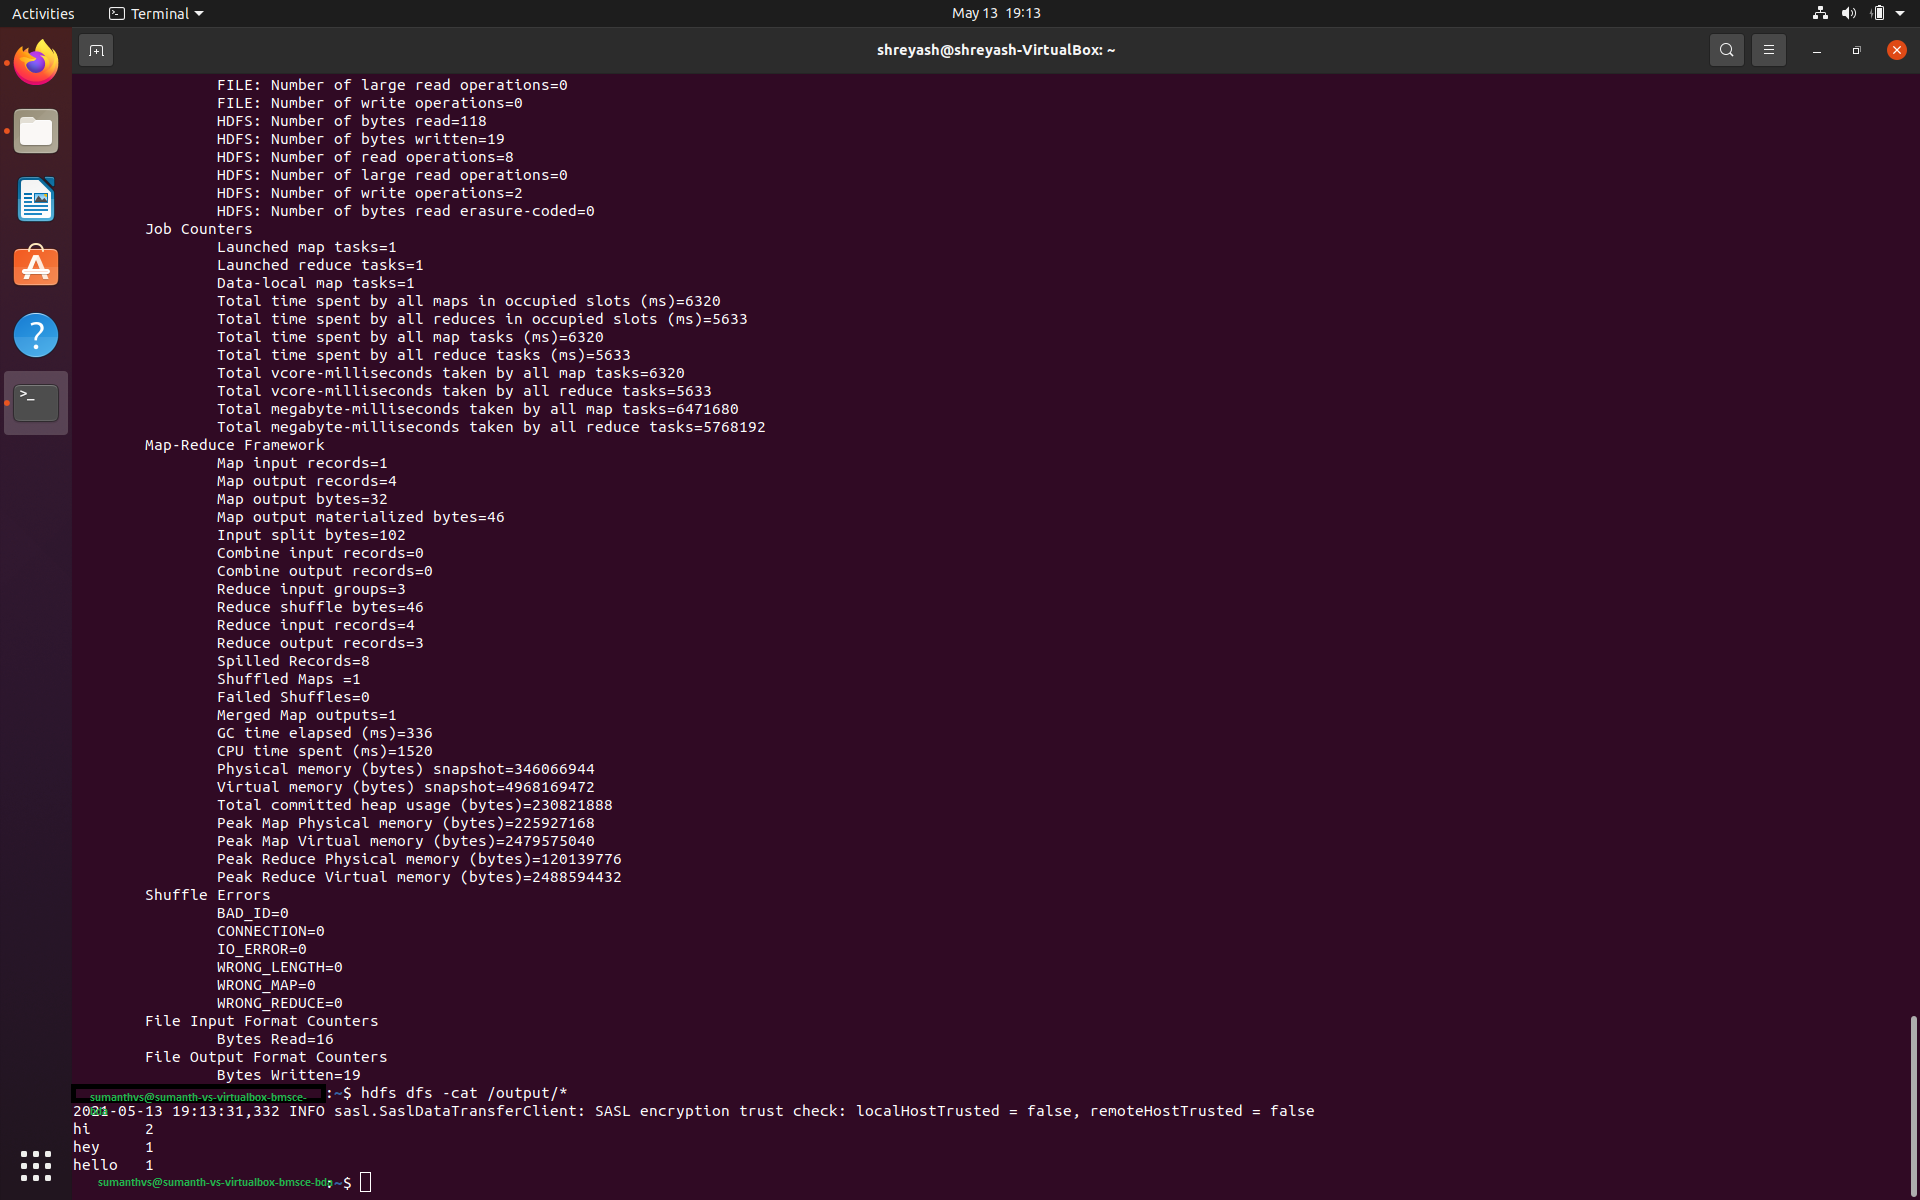 Activities
Terminal
May 13 19:13
shreyash@shreyash-VirtualBox: ~
FILE: Number of large read operations=0
FILE: Number of write operations=0
HDFS: Number of bytes read=118
HDFS: Number of bytes written=19
HDFS: Number of read operations=8
HDFS: Number of large read operations=0
HDFS: Number of write operations=2
HDFS: Number of bytes read erasure-coded=0
Job Counters
Launched map tasks=1
Launched reduce tasks=1
Data-local map tasks=1
Total time spent by all maps in occupied slots (ms)=6320
Total time spent by all reduces in occupied slots (ms)=5633
Total time spent by all map tasks (ms)=6320
Total time spent by all reduce tasks (ms)=5633
Total vcore-milliseconds taken by all map tasks=6320
Total vcore-milliseconds taken by all reduce tasks=5633
Total megabyte-milliseconds taken by all map tasks=6471680
Total megabyte-milliseconds taken by all reduce tasks=5768192
Map-Reduce Framework
Map input records=1
Map output records=4
Map output bytes=32
Map output materialized bytes=46
Input split bytes=102
Combine input records=0
Combine output records=0
Reduce input groups=3
Reduce shuffle bytes=46
Reduce input records=4
Reduce output records=3
Spilled Records=8
Shuffled Maps =1
Failed Shuffles=0
Merged Map outputs=1
GC time elapsed (ms)=336
CPU time spent (ms)=1520
Physical memory (bytes) snapshot=346066944
Virtual memory (bytes) snapshot=4968169472
Total committed heap usage (bytes)=230821888
Peak Map Physical memory (bytes)=225927168
Peak Map Virtual memory (bytes)=2479575040
Peak Reduce Physical memory (bytes)=120139776
Peak Reduce Virtual memory (bytes)=2488594432
Shuffle Errors
BAD_ID=0
CONNECTION=0
IO_ERROR=0
WRONG_LENGTH=0
WRONG_MAP=0
WRONG_REDUCE=0
File Input Format Counters
Bytes Read=16
File Output Format Counters
Bytes Written=19
sumanthvs@sumanth-vs-virtualbox-bmsce-:~$ hdfs dfs -cat /output/*
2021-05-13 19:13:31,332 INFO sasl.SaslDataTransferClient: SASL encryption trust check: localHostTrusted = false, remoteHostTrusted = false
hi 2
hey 1
hello 1
sumanthvs@sumanth-vs-virtualbox-bmsce-bda:~$